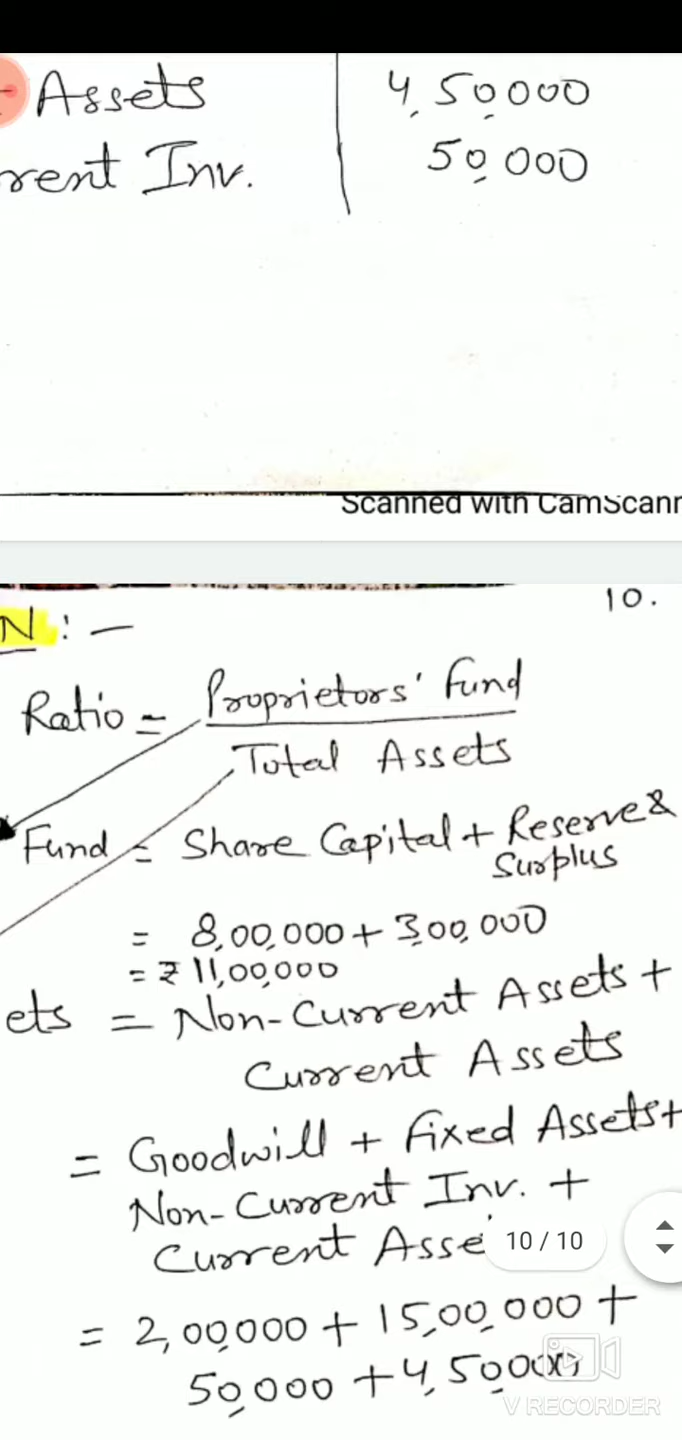 Assets 4,50,000
rent Inv. 50,000
Scanned with CamScann
10.
N :-
Ratio = Proprietors' Fund
Total Assets
Fund = Share Capital + Reserve &
Surplus
= 8,00,000 + 3,00,000
= ₹ 11,00,000
ets = Non-Current Assets +
Current Assets
= Goodwill + Fixed Assets +
Non-Current Inv. +
Current Asse
10 / 10
= 2,00,000 + 15,00,000 +
50,000 + 4,50,000
V RECORDER